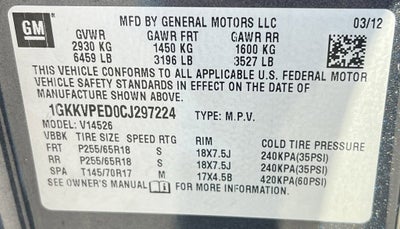 GM
MFD BY GENERAL MOTORS LLC 03/12
GVWR GAWR FRT GAWR RR
2930 KG 1450 KG 1600 KG
6459 LB 3196 LB 3527 LB
THIS VEHICLE CONFORMS TO ALL APPLICABLE U.S. FEDERAL MOTOR
VEHICLE SAFETY STANDARDS IN EFFECT ON THE DATE OF
MANUFACTURE SHOWN ABOVE.
1GKKVPED0CJ297224 TYPE: M.P.V.
MODEL: V14526
VBBK TIRE SIZE SPEED RTG RIM COLD TIRE PRESSURE
FRT P255/65R18 S 18X7.5J 240KPA(35PSI)
RR P255/65R18 S 18X7.5J 240KPA(35PSI)
SPA T145/70R17 M 17X4.5B 420KPA(60PSI)
SEE OWNER'S MANUAL FOR MORE INFORMATION.